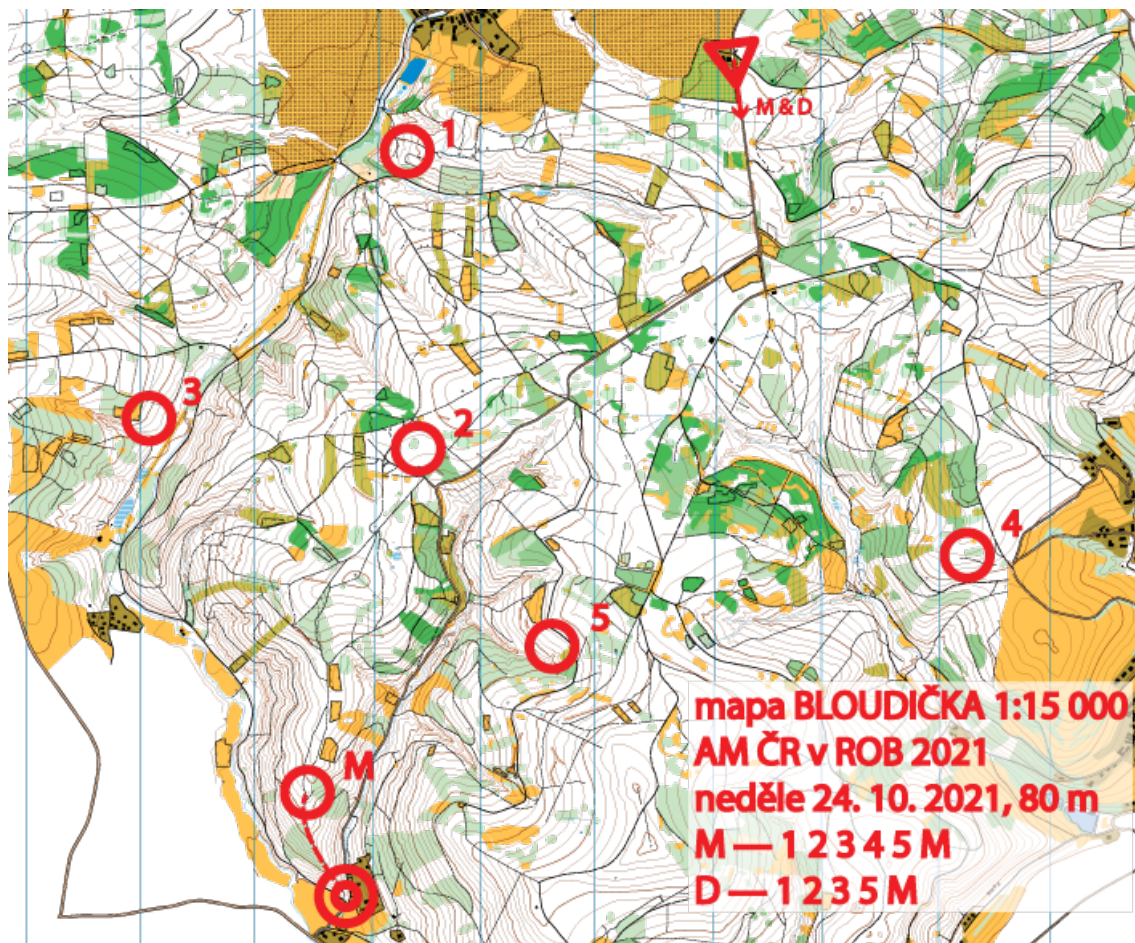 M & D
1
3
2
4
5
M
mapa BLOUDIČKA 1:15 000
AM ČR v ROB 2021
neděle 24. 10. 2021, 80 m
M — 1 2 3 4 5 M
D — 1 2 3 5 M